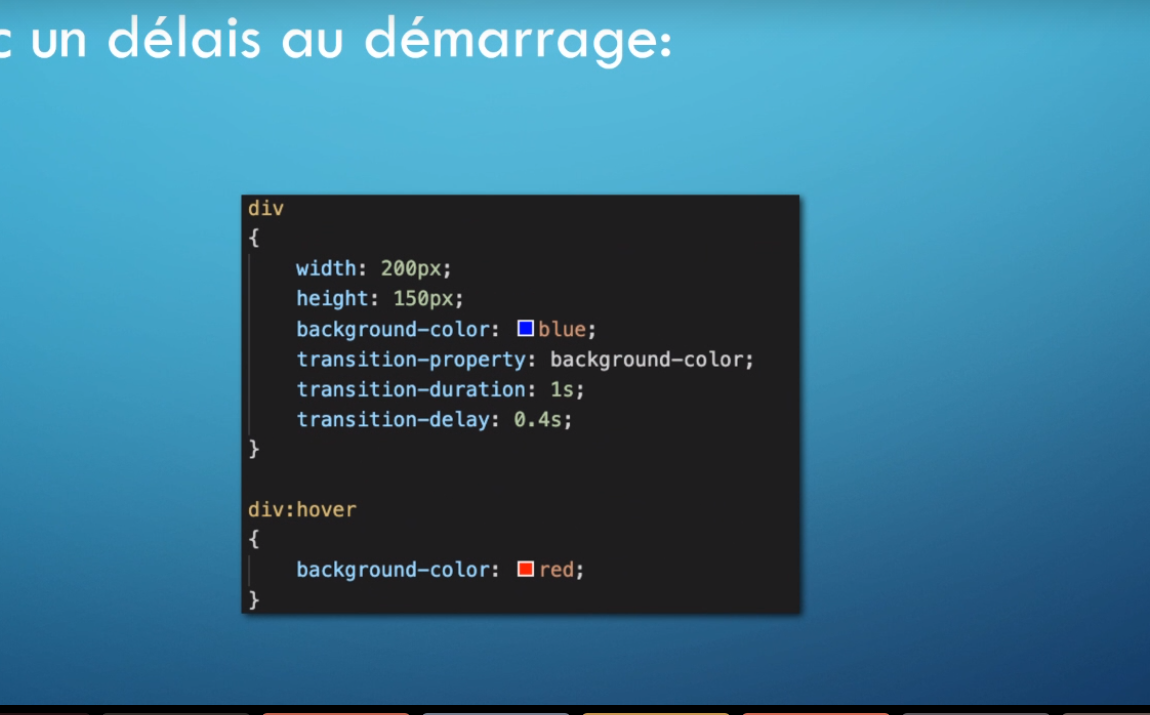 c un délais au démarrage:
div
{
width: 200px;
height: 150px;
background-color: blue;
transition-property: background-color;
transition-duration: 1s;
transition-delay: 0.4s;
}
div:hover
{
background-color: red;
}